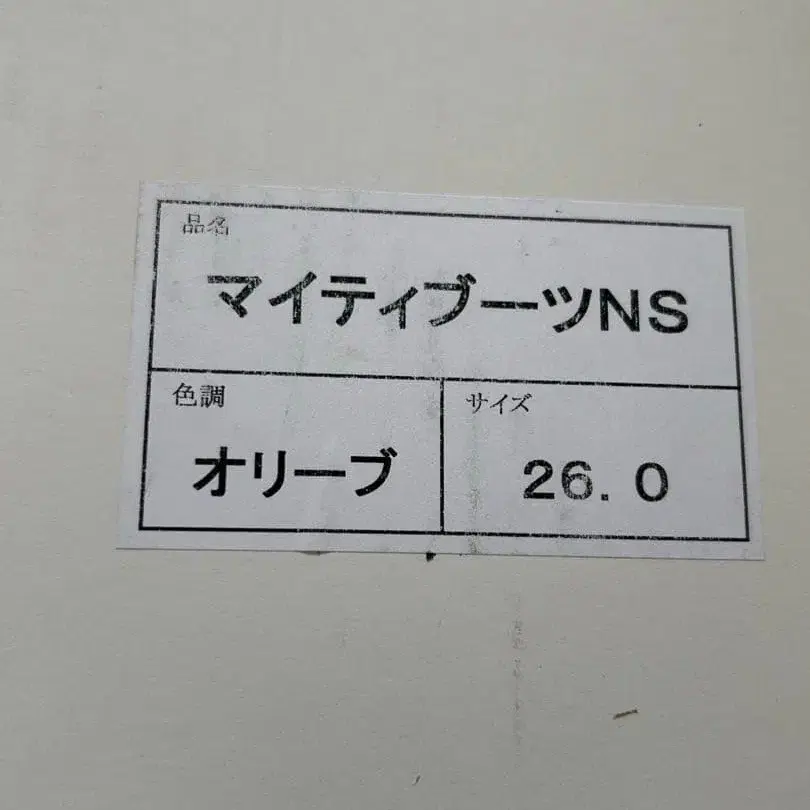 品名
マイティブーツNS
色調
オリーブ
サイズ
26.0